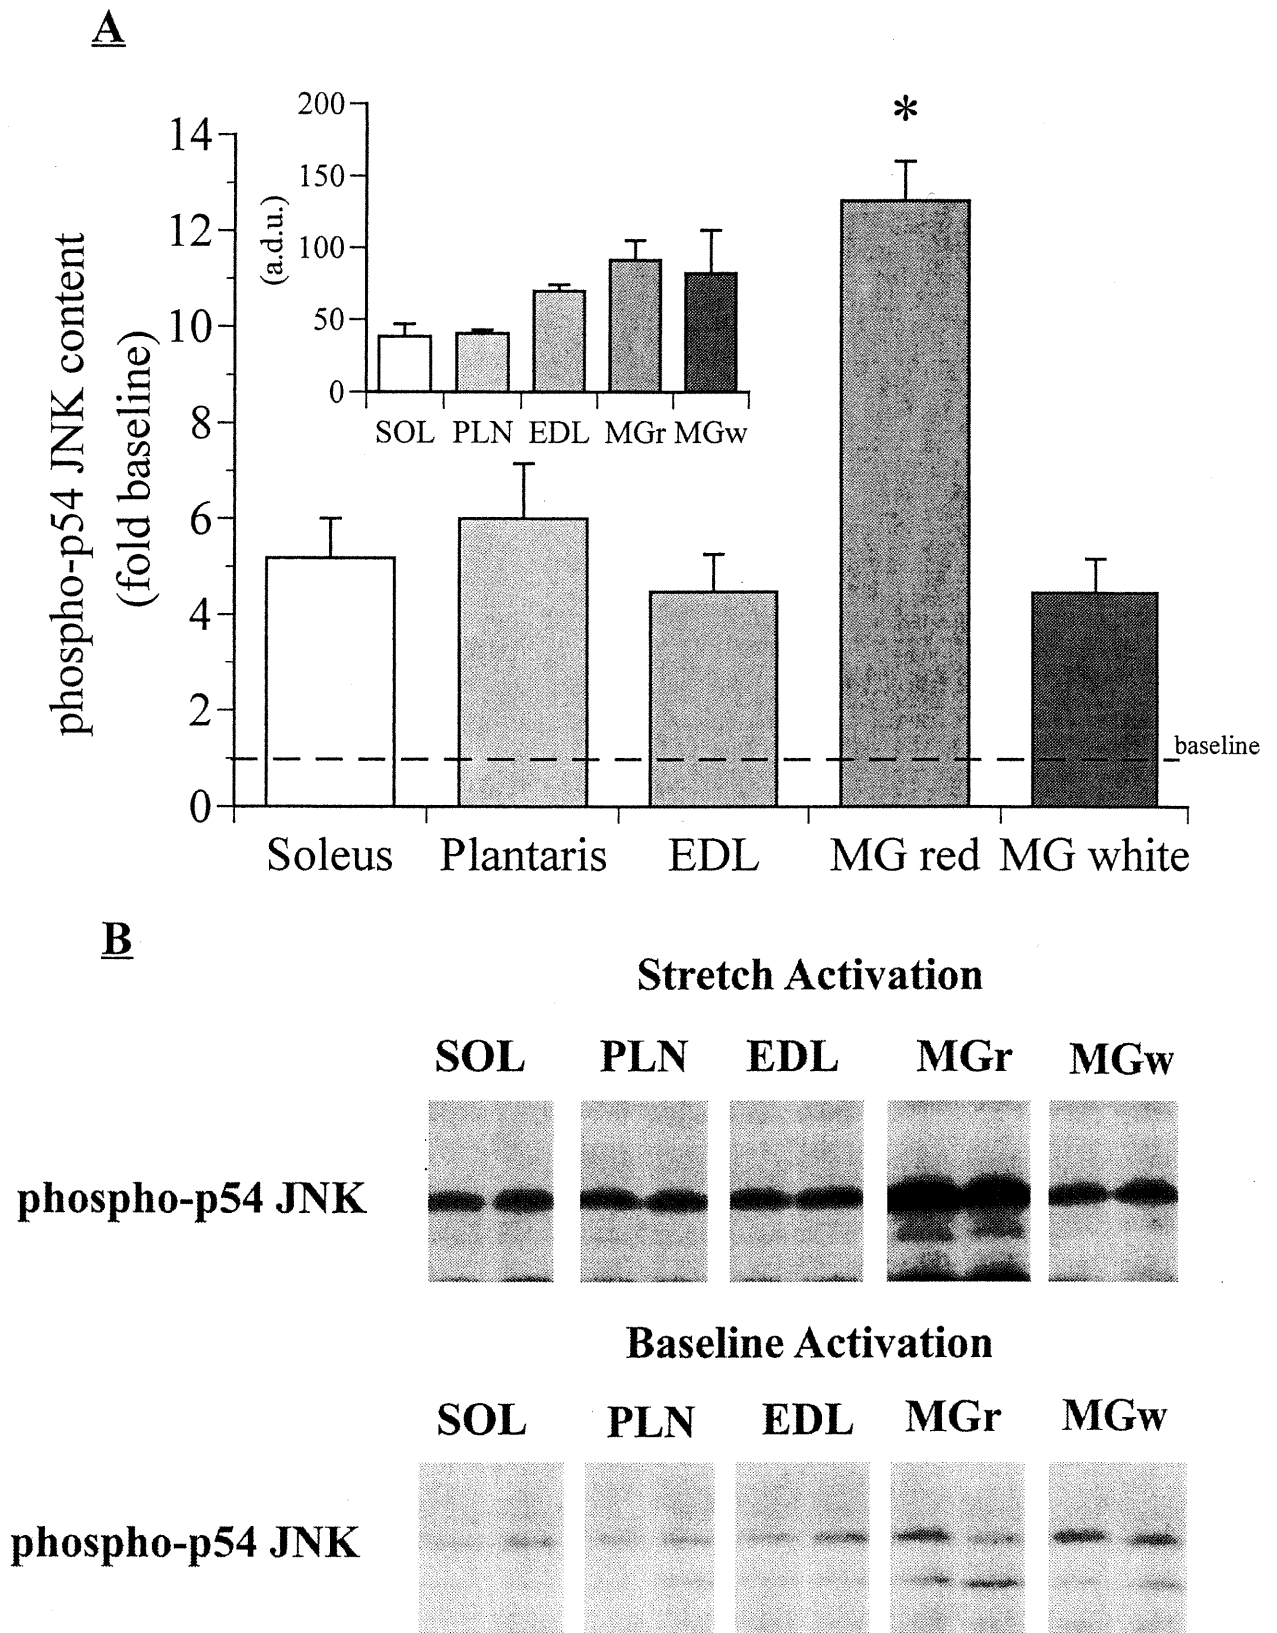 A
phospho-p54 JNK content
(fold baseline)
14
12
10
8
6
4
2
0
(a.d.u.)
200
150
100
50
0
SOL PLN EDL MGr MGw
*
baseline
Soleus Plantaris EDL MG red MG white
B
Stretch Activation
SOL PLN EDL MGr MGw
phospho-p54 JNK
Baseline Activation
SOL PLN EDL MGr MGw
phospho-p54 JNK